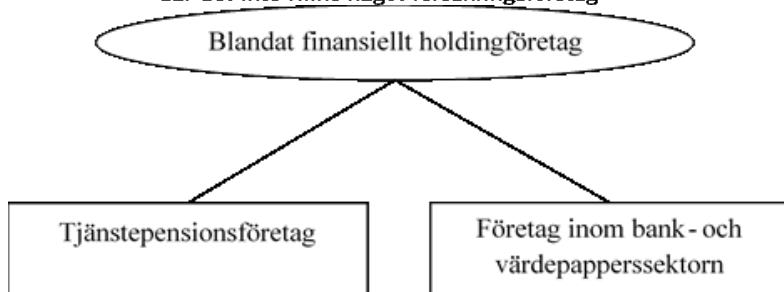 Blandat finansiellt holdingföretag
Tjänstepensionsföretag
Företag inom bank- och
värdepapperssektorn